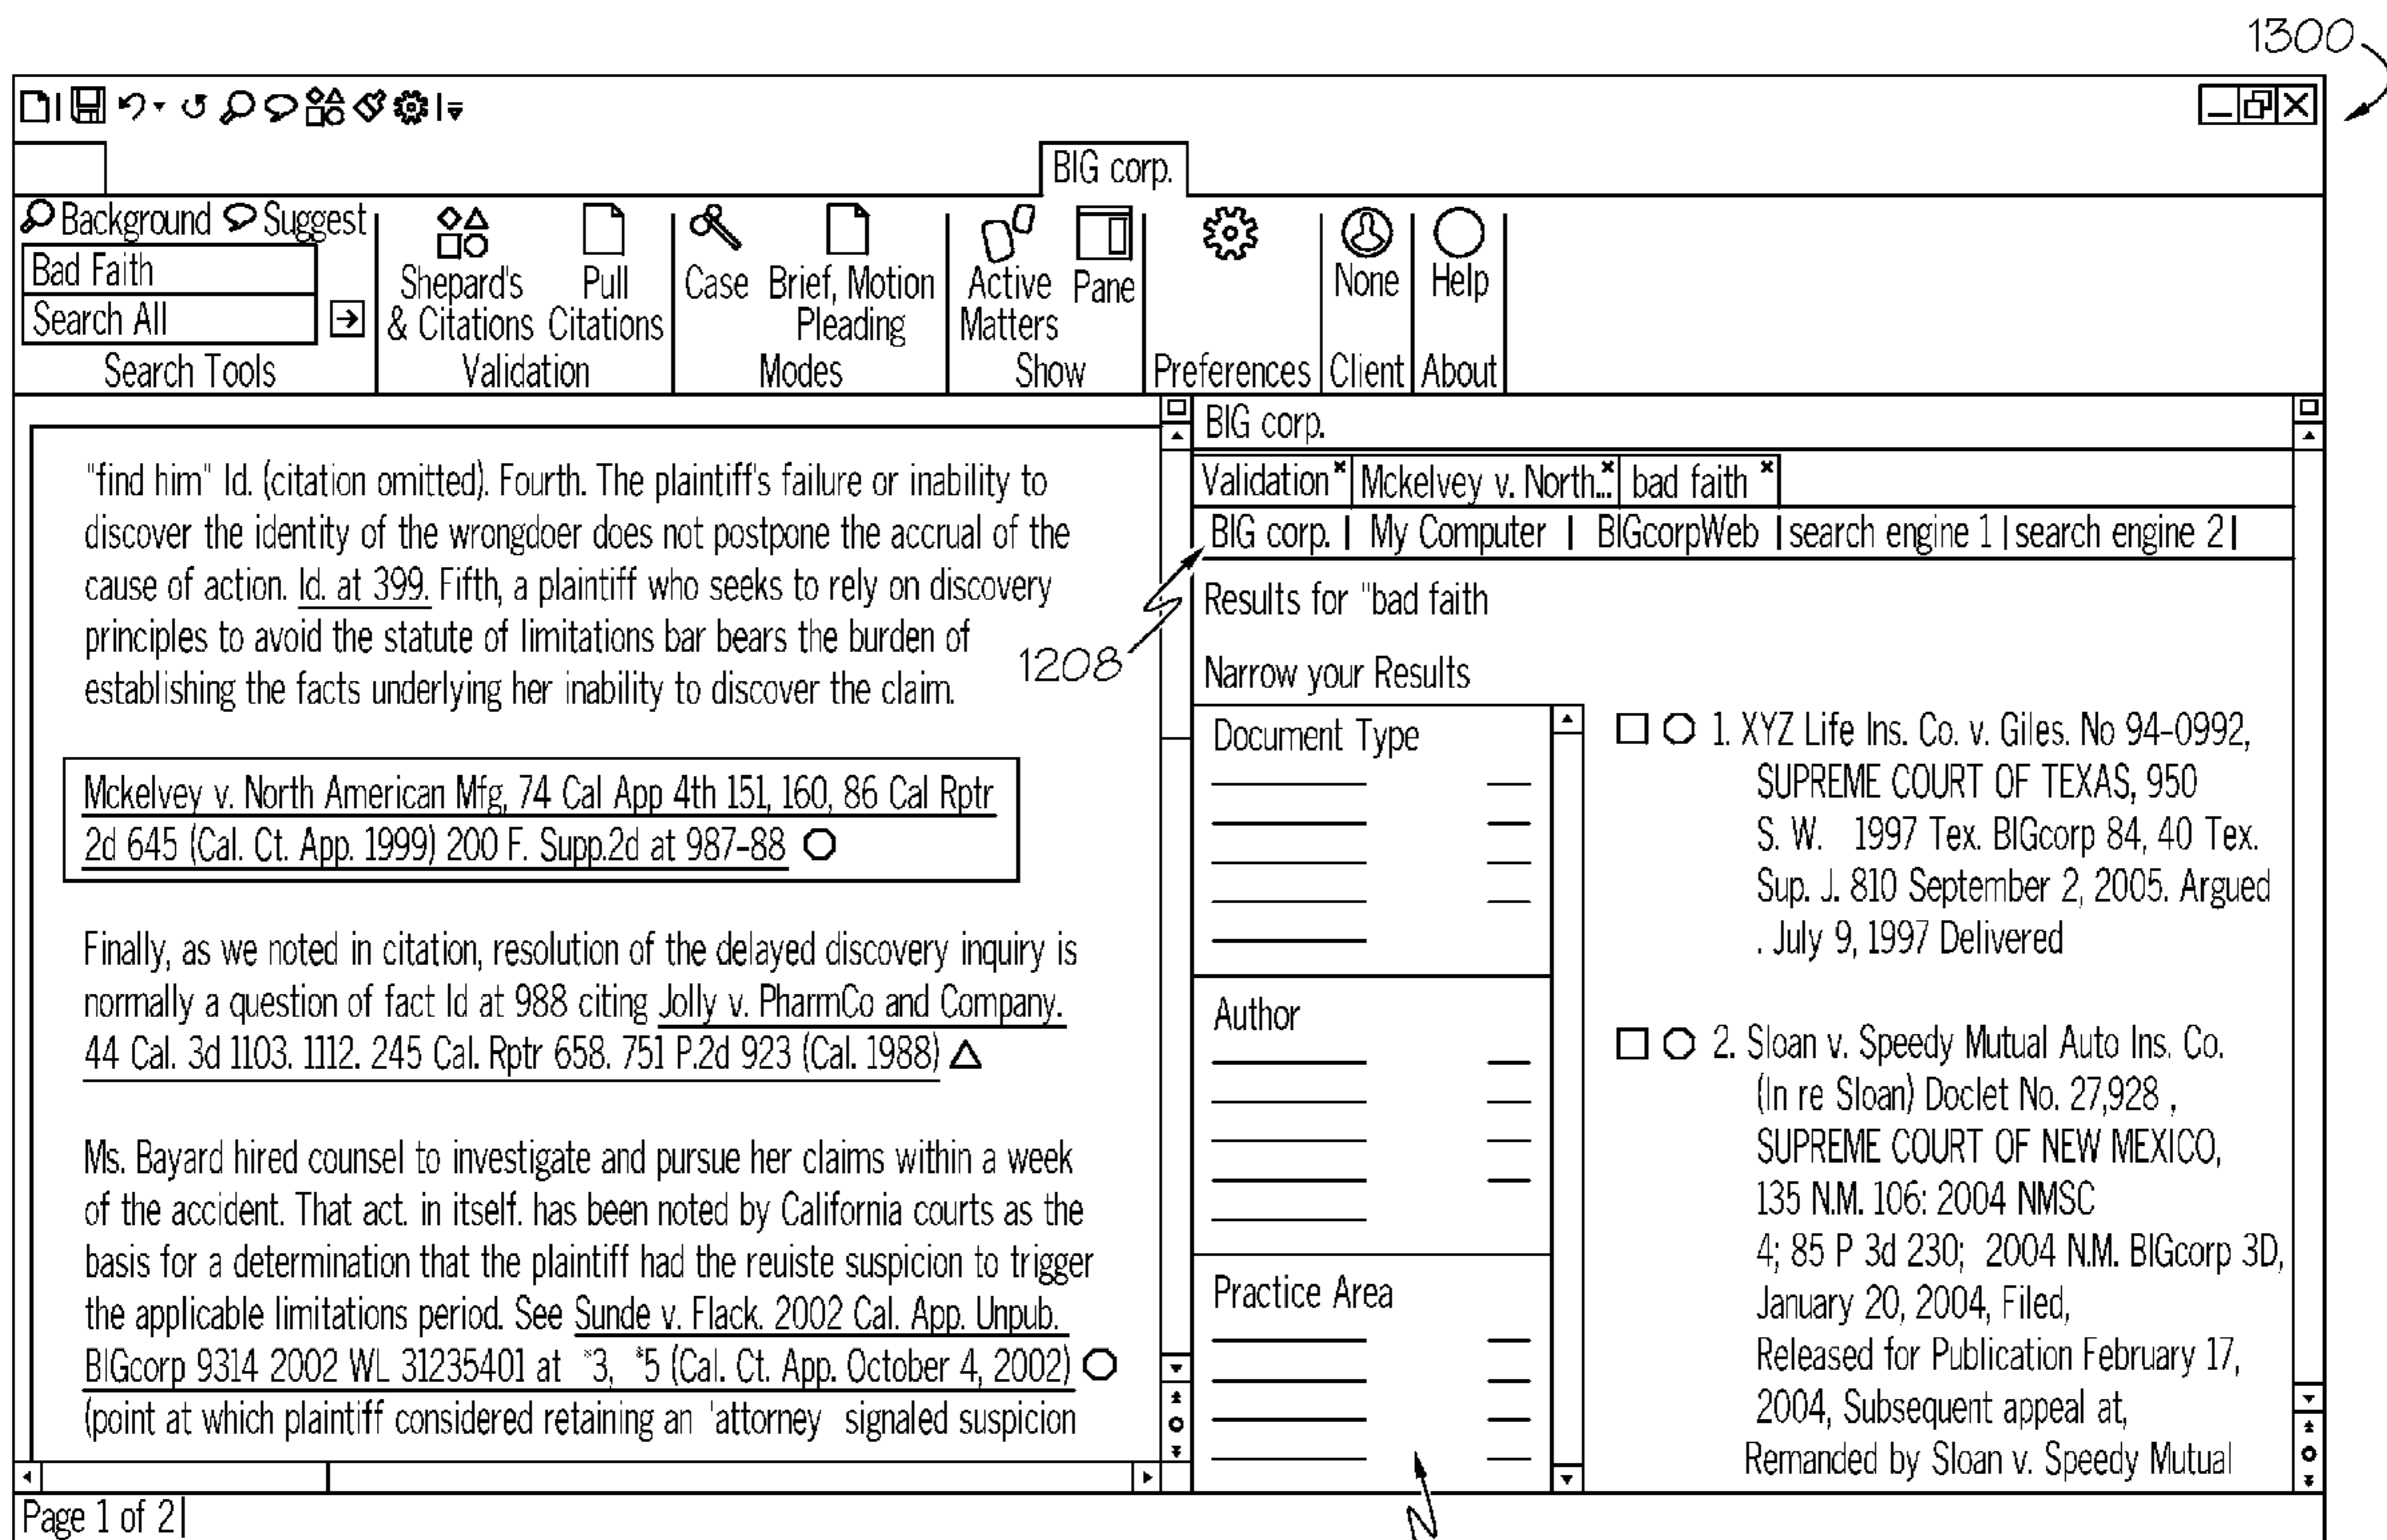 1300
BIG corp.
Background Suggest
Bad Faith
Search All
Search Tools
Shepard's Pull
& Citations Citations
Validation
Case Brief, Motion
Pleading
Modes
Active Pane
Matters
Show
Preferences
None
Client
Help
About
"find him" Id. (citation omitted). Fourth. The plaintiff's failure or inability to
discover the identity of the wrongdoer does not postpone the accrual of the
cause of action. Id. at 399. Fifth, a plaintiff who seeks to rely on discovery
principles to avoid the statute of limitations bar bears the burden of
establishing the facts underlying her inability to discover the claim.
Mckelvey v. North American Mfg, 74 Cal App 4th 151, 160, 86 Cal Rptr
2d 645 (Cal. Ct. App. 1999) 200 F. Supp.2d at 987-88
Finally, as we noted in citation, resolution of the delayed discovery inquiry is
normally a question of fact Id at 988 citing Jolly v. PharmCo and Company.
44 Cal. 3d 1103. 1112. 245 Cal. Rptr 658. 751 P.2d 923 (Cal. 1988)
Ms. Bayard hired counsel to investigate and pursue her claims within a week
of the accident. That act. in itself. has been noted by California courts as the
basis for a determination that the plaintiff had the reuiste suspicion to trigger
the applicable limitations period. See Sunde v. Flack. 2002 Cal. App. Unpub.
BIGcorp 9314 2002 WL 31235401 at *3, *5 (Cal. Ct. App. October 4, 2002)
(point at which plaintiff considered retaining an 'attorney signaled suspicion
Page 1 of 2
1208
BIG corp.
Validation x Mckelvey v. North... x bad faith x
BIG corp. | My Computer | BIGcorpWeb | search engine 1 | search engine 2 |
Results for "bad faith
Narrow your Results
Document Type
Author
Practice Area
1. XYZ Life Ins. Co. v. Giles. No 94-0992,
SUPREME COURT OF TEXAS, 950
S. W. 1997 Tex. BIGcorp 84, 40 Tex.
Sup. J. 810 September 2, 2005. Argued
. July 9, 1997 Delivered
2. Sloan v. Speedy Mutual Auto Ins. Co.
(In re Sloan) Doclet No. 27,928 ,
SUPREME COURT OF NEW MEXICO,
135 N.M. 106: 2004 NMSC
4; 85 P 3d 230; 2004 N.M. BIGcorp 3D,
January 20, 2004, Filed,
Released for Publication February 17,
2004, Subsequent appeal at,
Remanded by Sloan v. Speedy Mutual